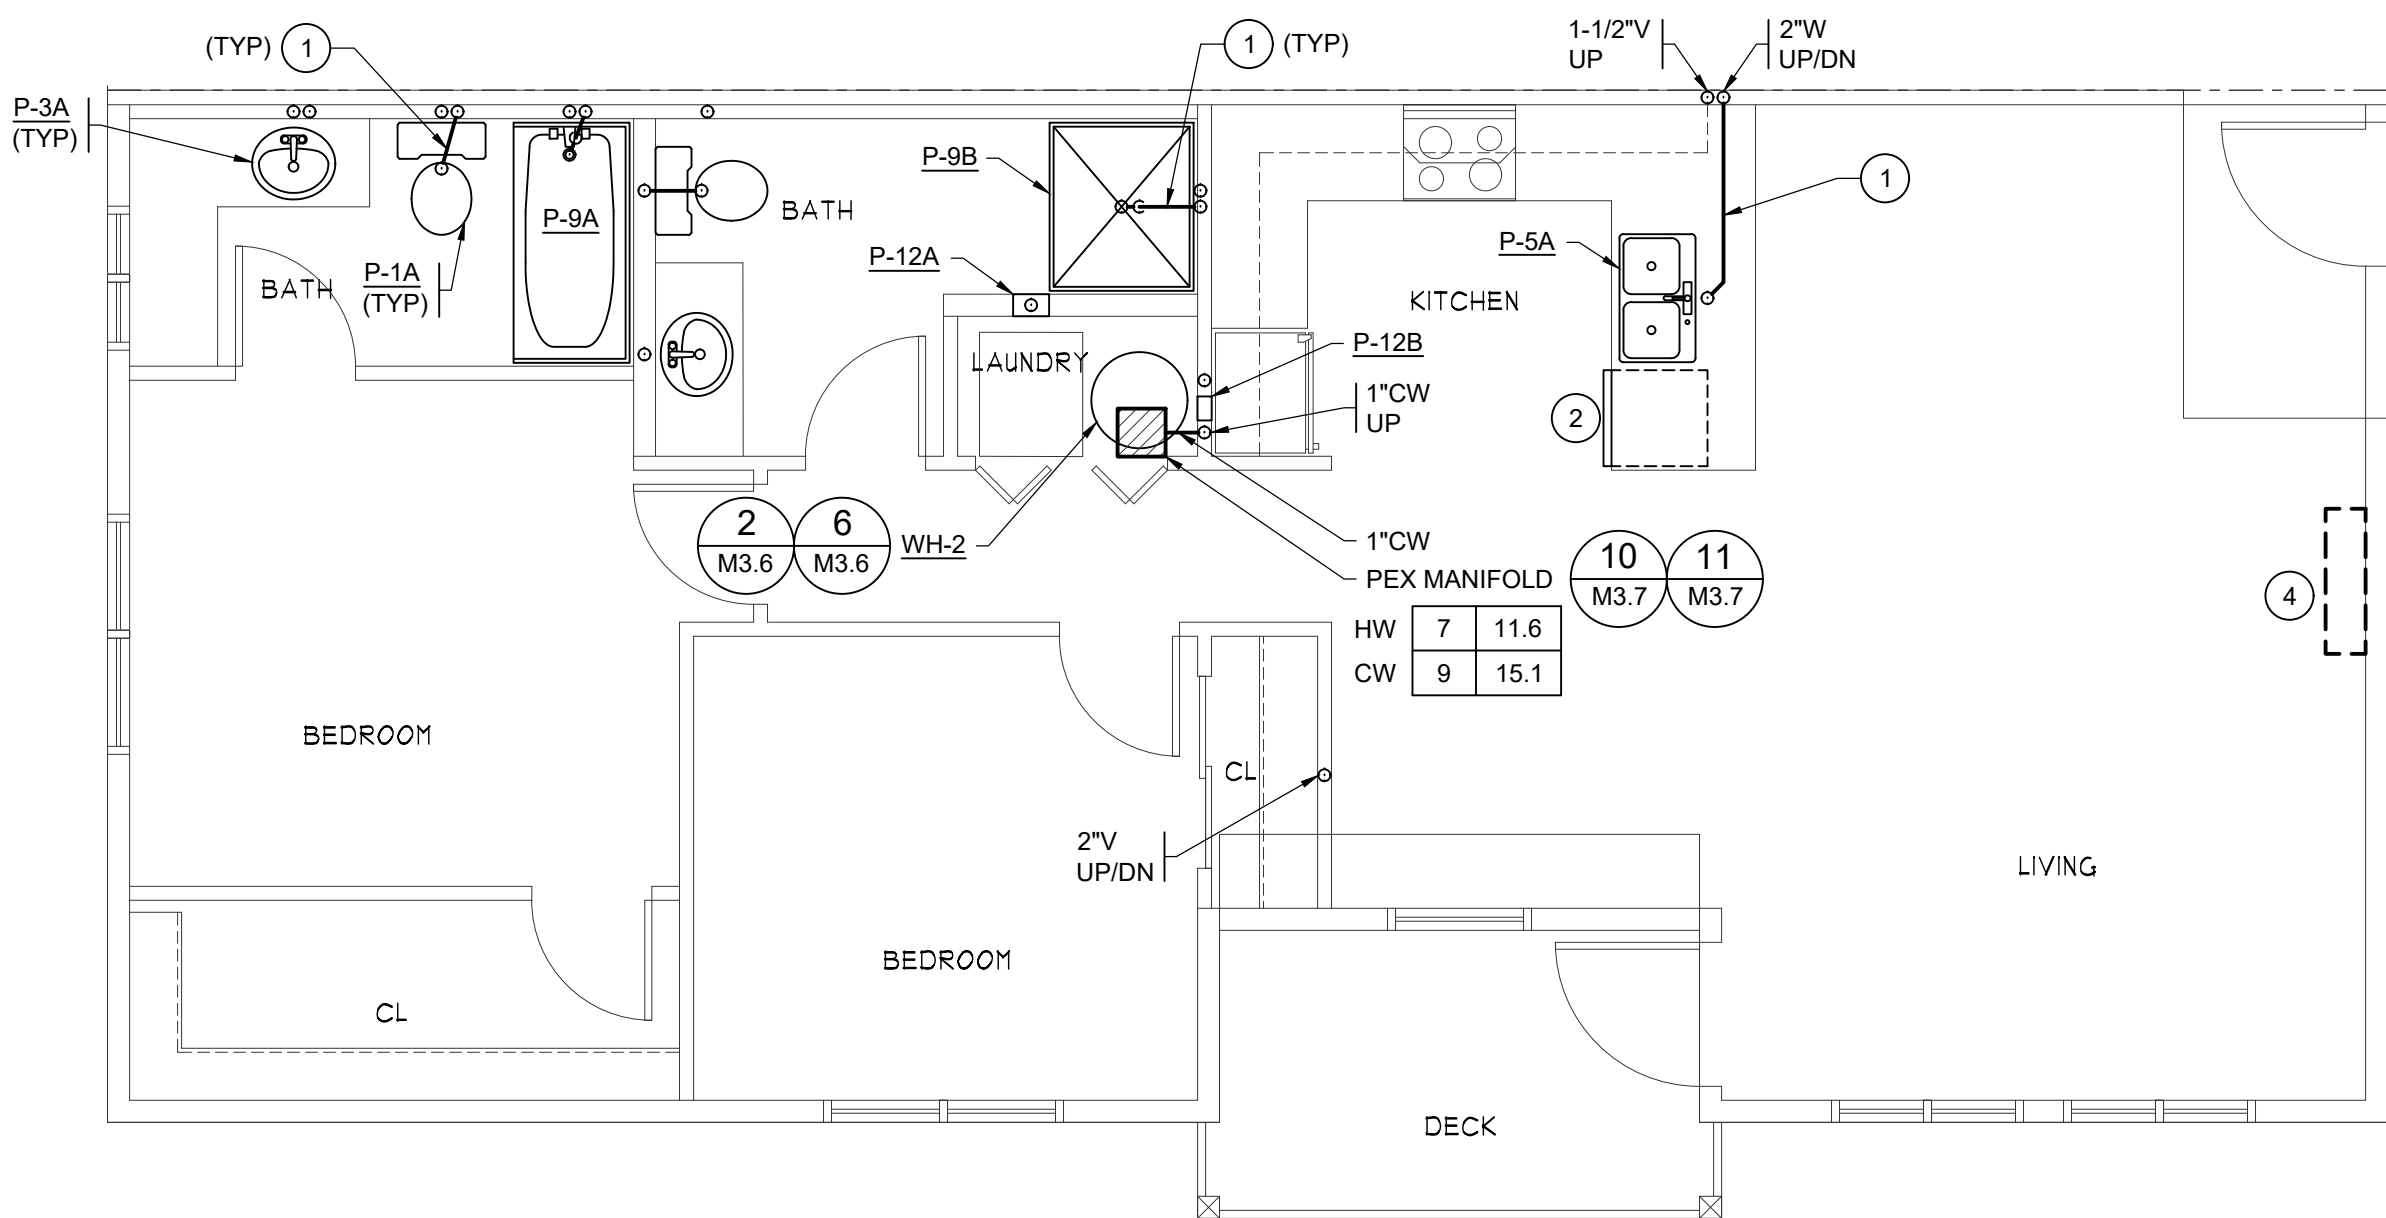 (TYP) 1
1 (TYP)
1-1/2"V
UP
2"W
UP/DN
P-3A
(TYP)
P-9B
1
P-9A
BATH
P-5A
P-12A
P-1A
(TYP)
BATH
KITCHEN
P-12B
LAUNDRY
1"CW
UP
2
2
M3.6
6
M3.6
WH-2
1"CW
PEX MANIFOLD
10
M3.7
11
M3.7
4
HW 7 11.6
CW 9 15.1
BEDROOM
CL
2"V
UP/DN
LIVING
BEDROOM
CL
DECK